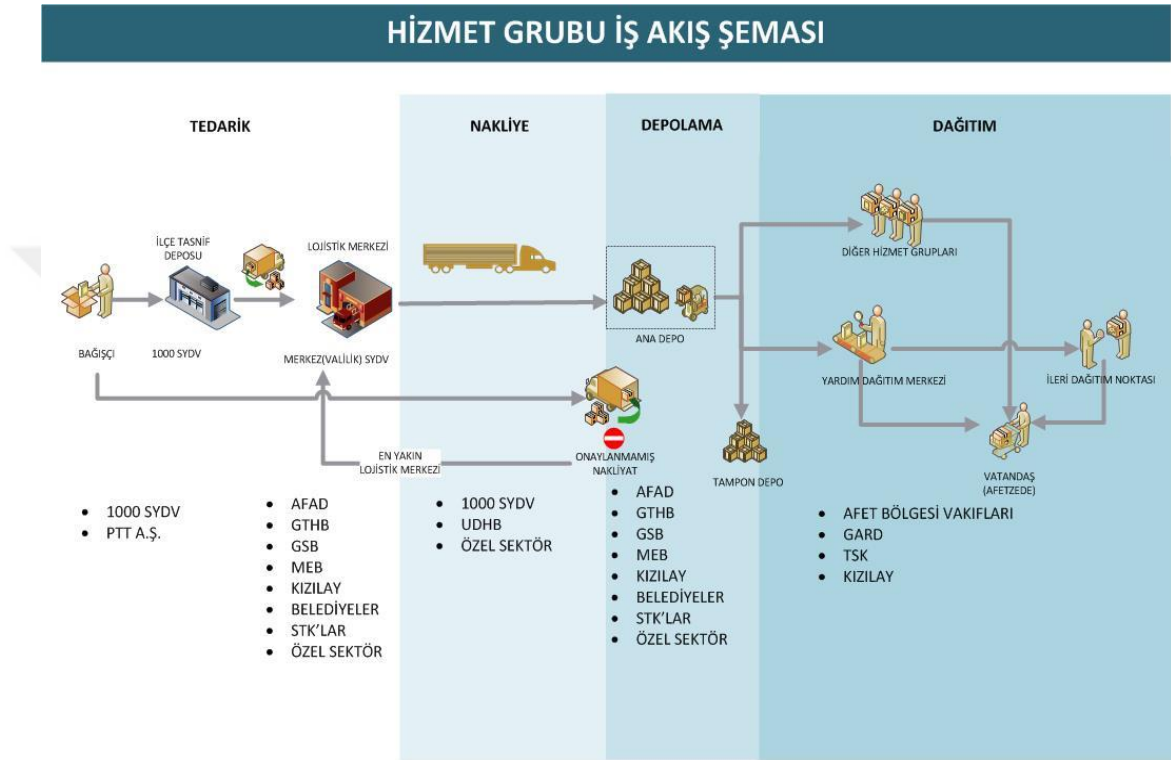 HİZMET GRUBU İŞ AKIŞ ŞEMASI
TEDARİK
NAKLİYE
DEPOLAMA
DAĞITIM
İLÇE TASNİF
DEPOSU
LOJİSTİK MERKEZİ
BAĞIŞÇI
1000 SYDV
MERKEZ(VALİLİK) SYDV
ANA DEPO
DİĞER HİZMET GRUPLARI
YARDIM DAĞITIM MERKEZİ
İLERİ DAĞITIM NOKTASI
EN YAKIN
LOJİSTİK MERKEZİ
ONAYLANMAMIŞ
NAKLİYAT
TAMPON DEPO
VATANDAŞ
(AFETZEDE)
• 1000 SYDV
• PTT A.Ş.
• AFAD
• GTHB
• GSB
• MEB
• KIZILAY
• BELEDİYELER
• STK'LAR
• ÖZEL SEKTÖR
• 1000 SYDV
• UDHB
• ÖZEL SEKTÖR
• AFAD
• GTHB
• GSB
• MEB
• KIZILAY
• BELEDİYELER
• STK'LAR
• ÖZEL SEKTÖR
• AFET BÖLGESİ VAKIFLARI
• GARD
• TSK
• KIZILAY